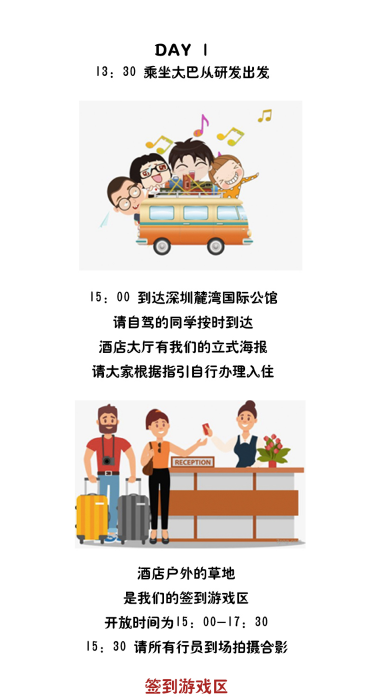 DAY 1
13：30 乘坐大巴从研发出发
15：00 到达深圳麓湾国际公馆
请自驾的同学按时到达
酒店大厅有我们的立式海报
请大家根据指引自行办理入住
RECEPTION
酒店户外的草地
是我们的签到游戏区
开放时间为15：00-17：30
15：30 请所有行员到场拍摄合影
签到游戏区